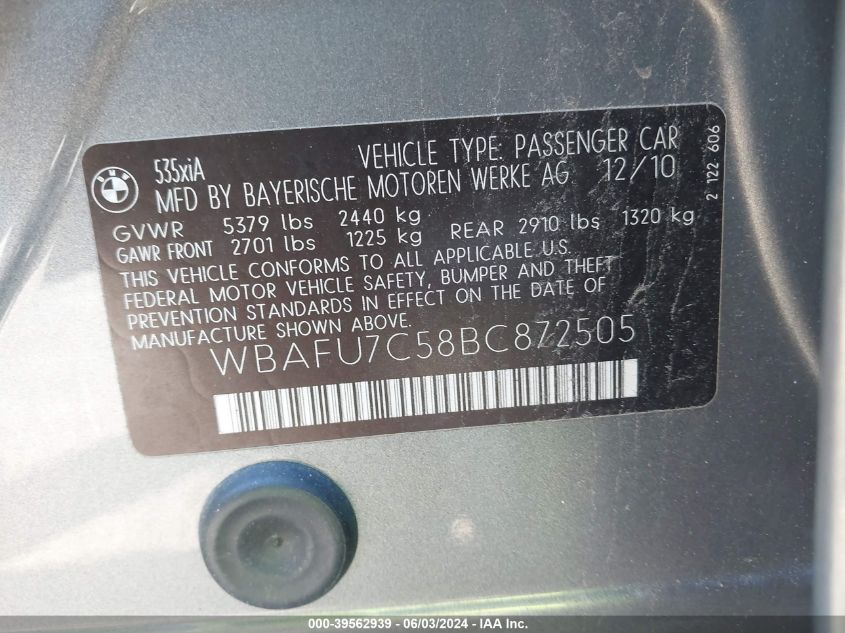 BMW
535xiA
VEHICLE TYPE: PASSENGER CAR
MFD BY BAYERISCHE MOTOREN WERKE AG 12/10
GVWR 5379 lbs 2440 kg
GAWR FRONT 2701 lbs 1225 kg REAR 2910 lbs 1320 kg
THIS VEHICLE CONFORMS TO ALL APPLICABLE U.S.
FEDERAL MOTOR VEHICLE SAFETY, BUMPER AND THEFT
PREVENTION STANDARDS IN EFFECT ON THE DATE OF
MANUFACTURE SHOWN ABOVE.
WBAFU7C58BC872505
2 122 606
000-39562939 - 06/03/2024 - IAA Inc.